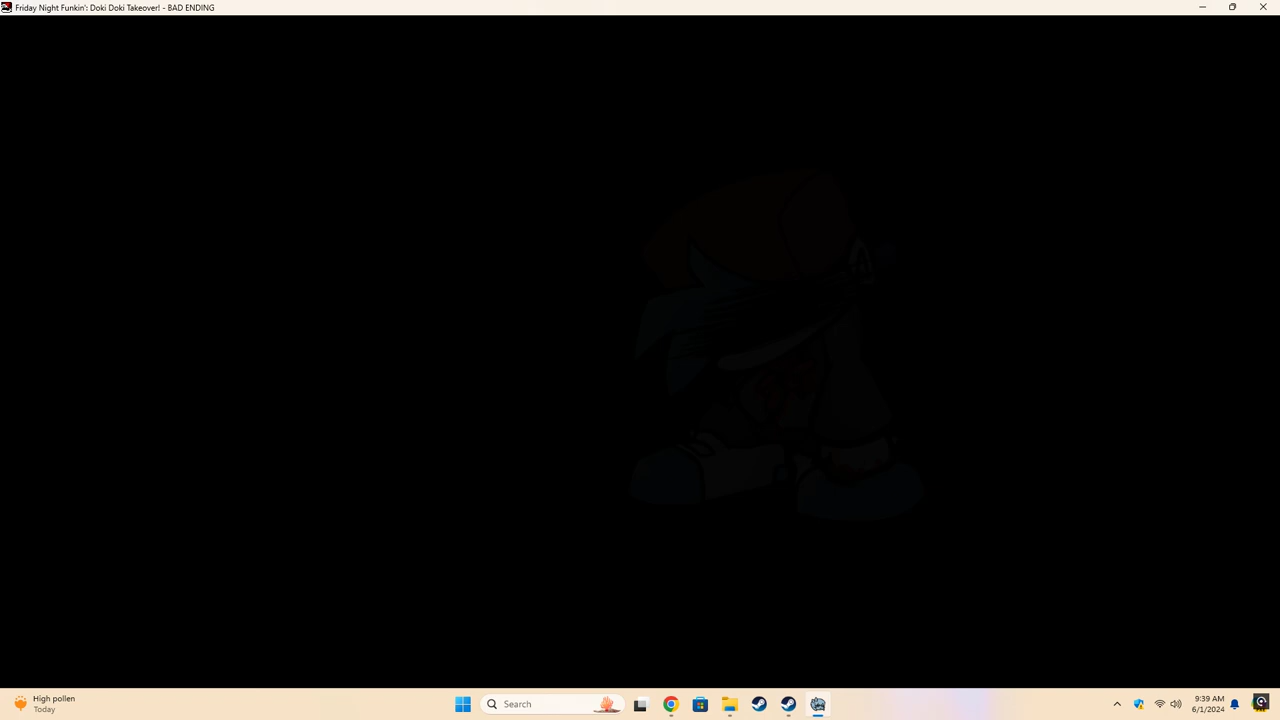 Friday Night Funkin': Doki Doki Takeover! - BAD ENDING
High pollen
Today
Search
9:39 AM
6/1/2024